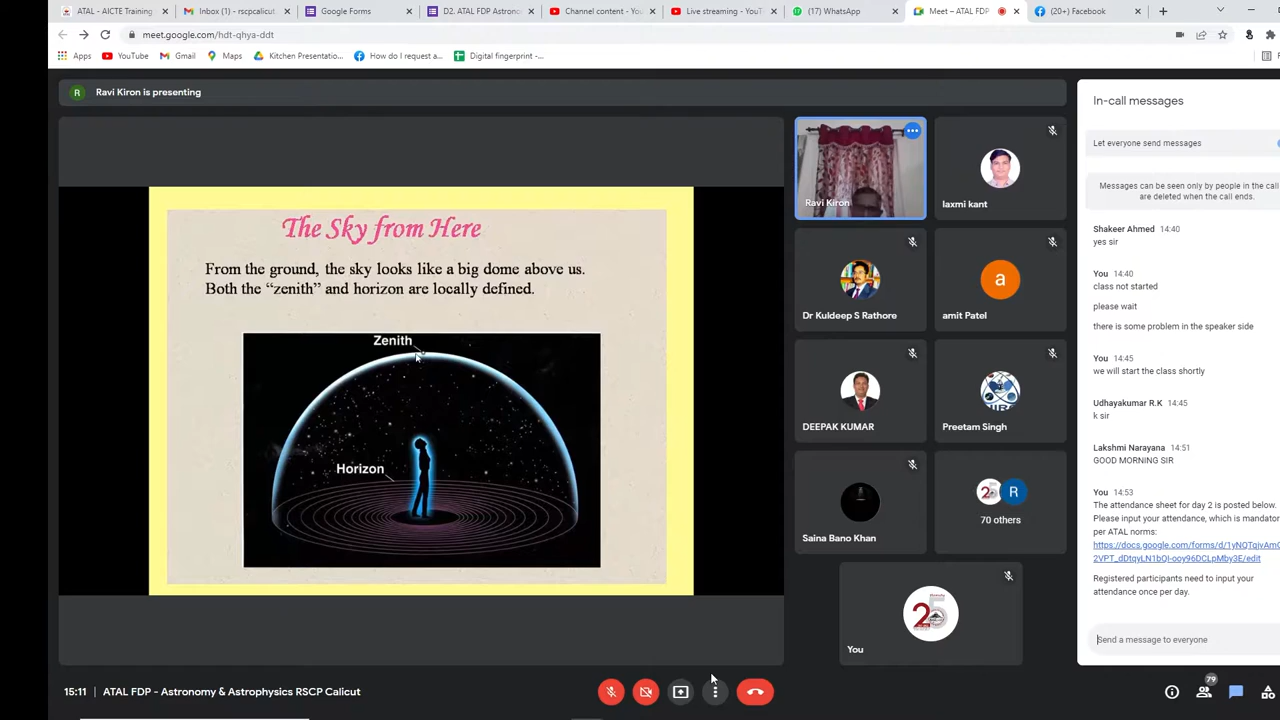 ATAL - AICTE Training
Inbox (1) - rscpcalicut
Google Forms
D2. ATAL FDP Astrono
Channel content - You
Live streaming - YouT
(17) WhatsApp
Meet – ATAL FDP
(20+) Facebook
meet.google.com/hdt-qhya-ddt
Apps
YouTube
Gmail
Maps
Kitchen Presentatio...
How do I request a...
Digital fingerprint -...
R
Ravi Kiron is presenting
The Sky from Here
From the ground, the sky looks like a big dome above us.
Both the “zenith” and horizon are locally defined.
Zenith
Horizon
Ravi Kiron
laxmi kant
Dr Kuldeep S Rathore
a
amit Patel
DEEPAK KUMAR
Preetam Singh
Saina Bano Khan
25
R
70 others
25
You
In-call messages
Let everyone send messages
Messages can be seen only by people in the call
are deleted when the call ends.
Shakeer Ahmed 14:40
yes sir
You 14:40
class not started
please wait
there is some problem in the speaker side
You 14:45
we will start the class shortly
Udhayakumar R.K 14:45
k sir
Lakshmi Narayana 14:51
GOOD MORNING SIR
You 14:53
The attendance sheet for day 2 is posted below.
Please input your attendance, which is mandator
per ATAL norms:
Registered participants need to input your
attendance once per day.
Send a message to everyone
15:11 | ATAL FDP - Astronomy & Astrophysics RSCP Calicut
79